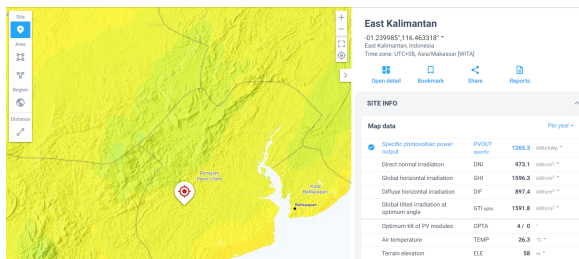 Site
Area
Region
Distance
Penajam
Paser Utara
Kota
Balikpapan
Balikpapan
East Kalimantan
-01.239985°,116.463318°
East Kalimantan, Indonesia
Time zone: UTC+08, Asia/Makassar [WITA]
Open detail
Bookmark
Share
Reports
SITE INFO
Map data
Per year
Specific photovoltaic power output PVOUT specific 1265.3 kWh/kWp
Direct normal irradiation DNI 973.1 kWh/m²
Global horizontal irradiation GHI 1596.3 kWh/m²
Diffuse horizontal irradiation DIF 897.4 kWh/m²
Global tilted irradiation at optimum angle GTI opta 1591.8 kWh/m²
Optimum tilt of PV modules OPTA 4 / 0 °
Air temperature TEMP 26.3 °C
Terrain elevation ELE 58 m